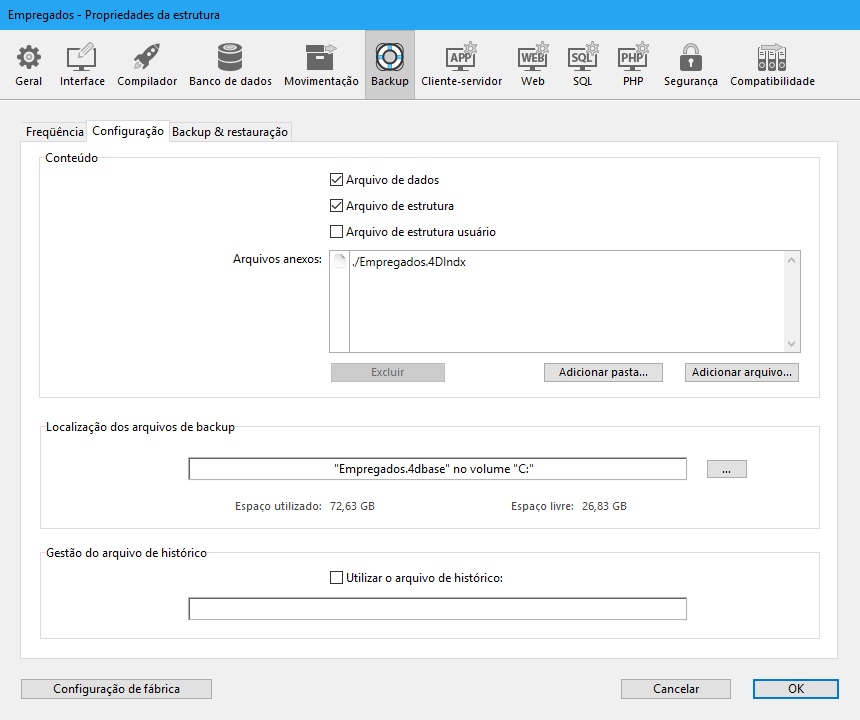 Empregados - Propriedades da estrutura
APP WEB SQL PHP
Geral Interface Compilador Banco de dados Movimentação Backup Cliente-servidor Web SQL PHP Segurança Compatibilidade
Freqüência Configuração Backup & restauração
Conteúdo
Arquivo de dados
Arquivo de estrutura
Arquivo de estrutura usuário
Arquivos anexos: ./Empregados.4DIndx
Excluir Adicionar pasta... Adicionar arquivo...
Localização dos arquivos de backup
"Empregados.4dbase" no volume "C:" ...
Espaço utilizado: 72,63 GB Espaço livre: 26,83 GB
Gestão do arquivo de histórico
Utilizar o arquivo de histórico:
Configuração de fábrica Cancelar OK